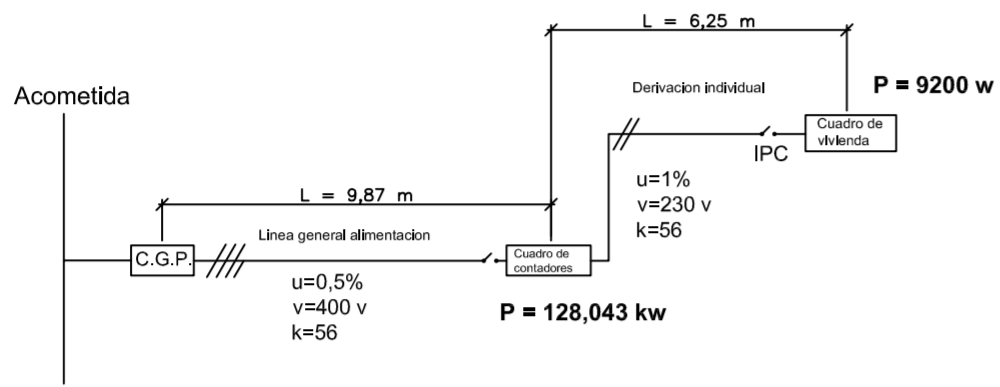 L = 6,25 m
P = 9200 w
Derivacion individual
Acometida
Cuadro de
vivienda
IPC
u=1%
v=230 v
k=56
L = 9,87 m
Linea general alimentacion
C.G.P.
Cuadro de
contadores
u=0,5%
v=400 v
k=56
P = 128,043 kw